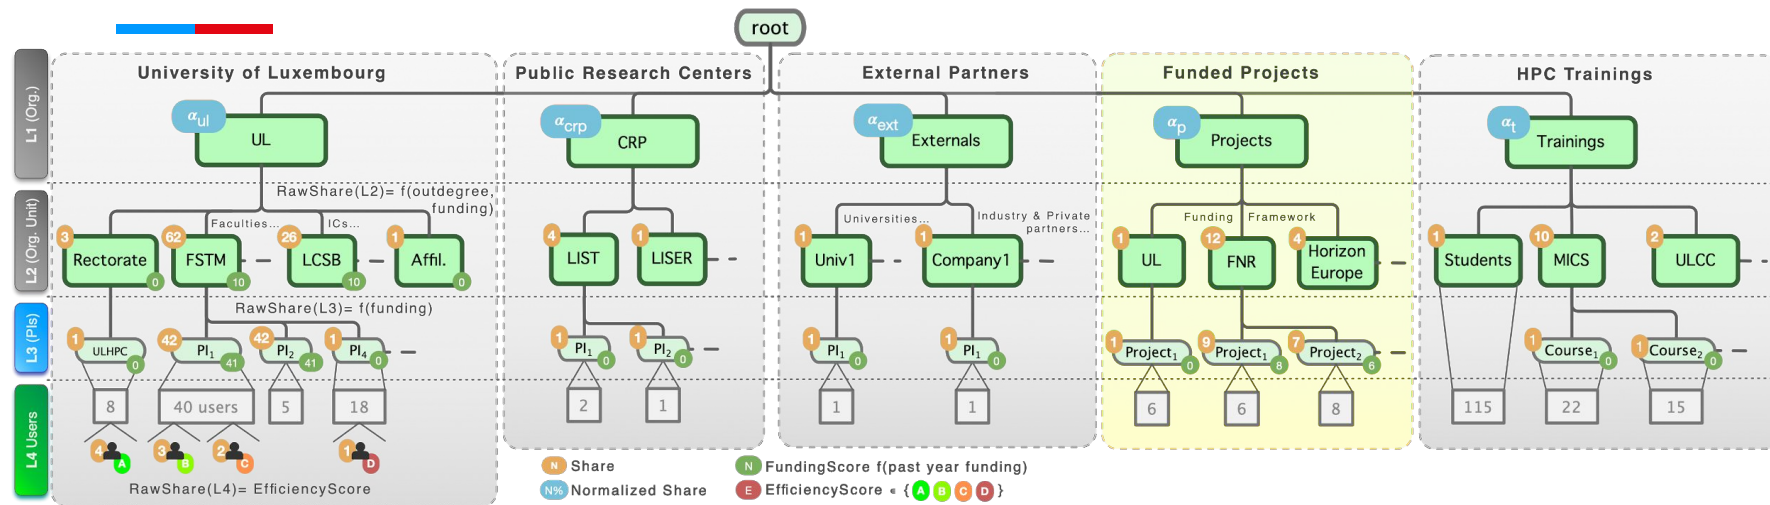 root
University of Luxembourg
Public Research Centers
External Partners
Funded Projects
HPC Trainings
L1 (Org.)
αul
UL
αcrp
CRP
αext
Externals
αp
Projects
αt
Trainings
RawShare(L2)= f(outdegree,
funding)
L2 (Org. Unit)
Faculties...
ICs...
Universities...
Industry & Private
partners...
Funding Framework
3 Rectorate 0
62 FSTM 10
26 LCSB 10
1 Affil. 0
4 LIST
1 LISER
1 Univ1
1 Company1
1 UL
12 FNR
4 Horizon
Europe
1 Students
10 MICS
2 ULCC
RawShare(L3)= f(funding)
L3 (PIs)
1 ULHPC 0
42 PI1 41
42 PI2 41
1 PI4 0
1 PI1 0
1 PI2 0
1 PI1 0
1 PI1 0
1 Project1 0
9 Project1 8
7 Project2 6
1 Course1 0
1 Course2 0
L4 Users
8
40 users
5
18
2
1
1
1
6
6
8
115
22
15
4 A
3 B
2 C
1 D
RawShare(L4)= EfficiencyScore
N Share
N FundingScore f(past year funding)
N% Normalized Share
E EfficiencyScore ∈ { A B C D }